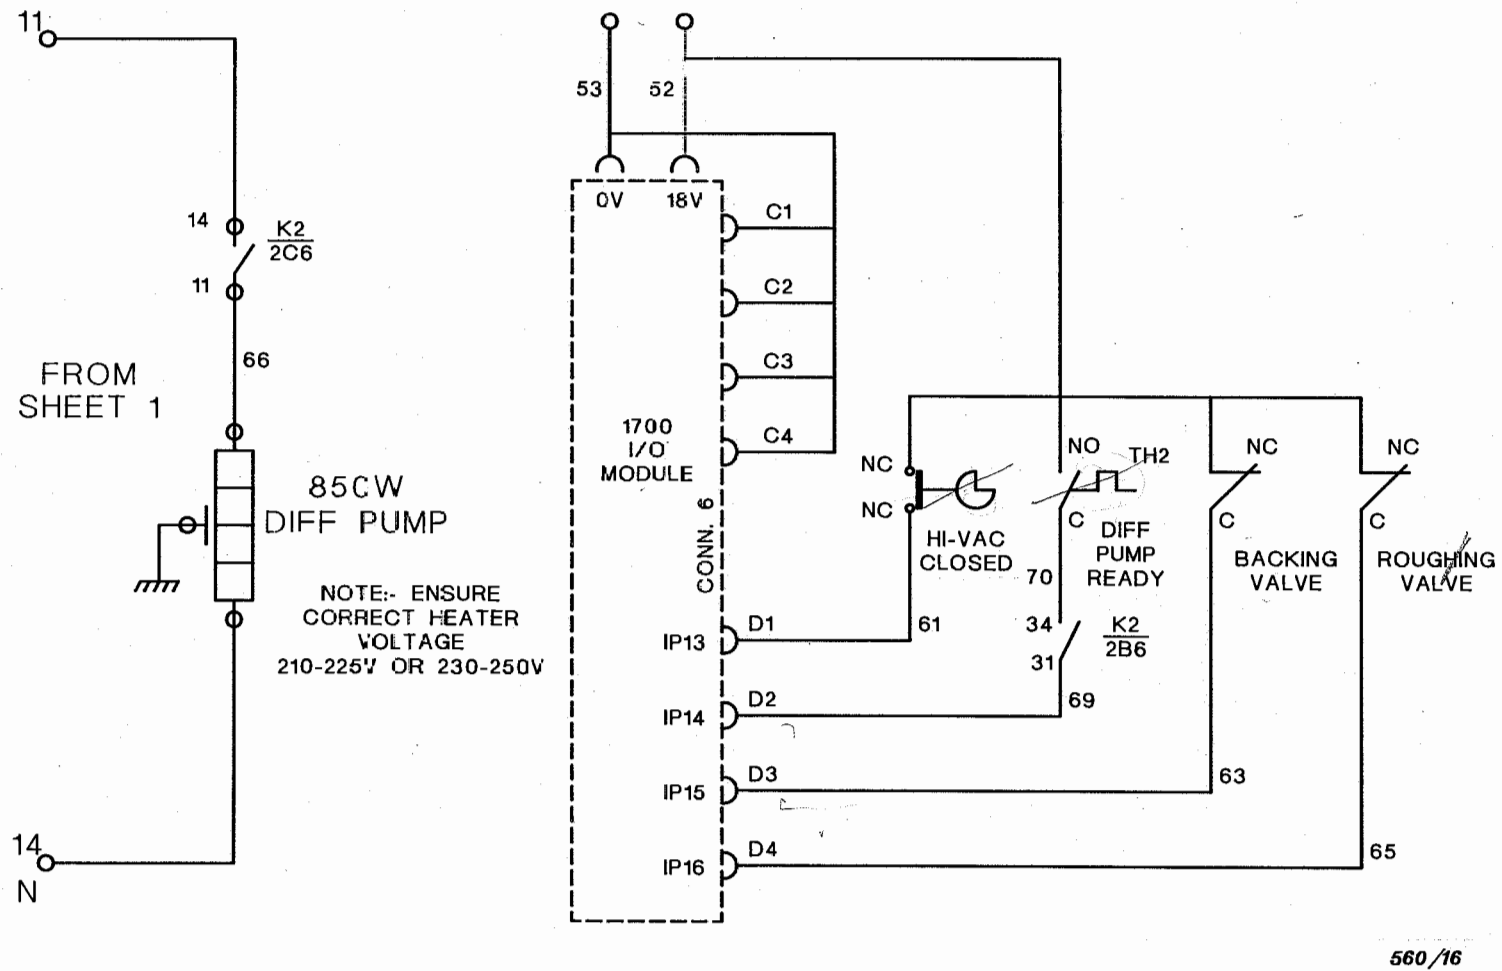 11
14
K2
2C6
11
66
FROM
SHEET 1
850W
DIFF PUMP
NOTE:- ENSURE
CORRECT HEATER
VOLTAGE
210-225V OR 230-250V
14
N
53
52
0V
18V
C1
C2
C3
C4
1700
I/O
MODULE
CONN. 6
IP13
D1
IP14
D2
IP15
D3
IP16
D4
NC
NC
HI-VAC
CLOSED
61
NO
TH2
C
DIFF
PUMP
READY
70
34
K2
2B6
31
69
NC
C
BACKING
VALVE
63
NC
C
ROUGHING
VALVE
65
560/16